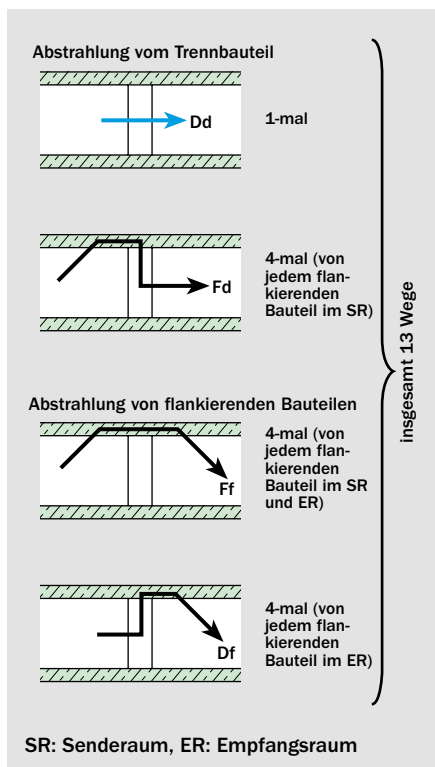 Abstrahlung vom Trennbauteil
Dd
1-mal
Fd
4-mal (von
jedem flan-
kierenden
Bauteil im SR)
Abstrahlung von flankierenden Bauteilen
Ff
4-mal (von
jedem flan-
kierenden
Bauteil im SR
und ER)
Df
4-mal (von
jedem flan-
kierenden
Bauteil im ER)
insgesamt 13 Wege
SR: Senderaum, ER: Empfangsraum